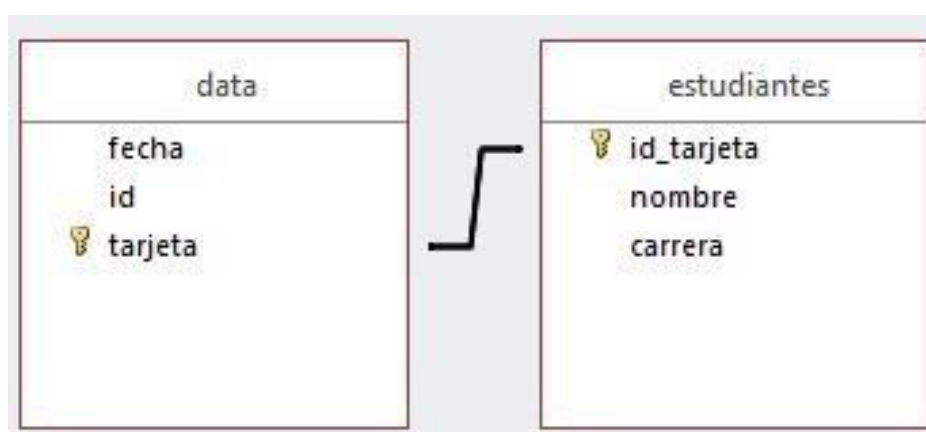 data
fecha
id
tarjeta
estudiantes
id_tarjeta
nombre
carrera